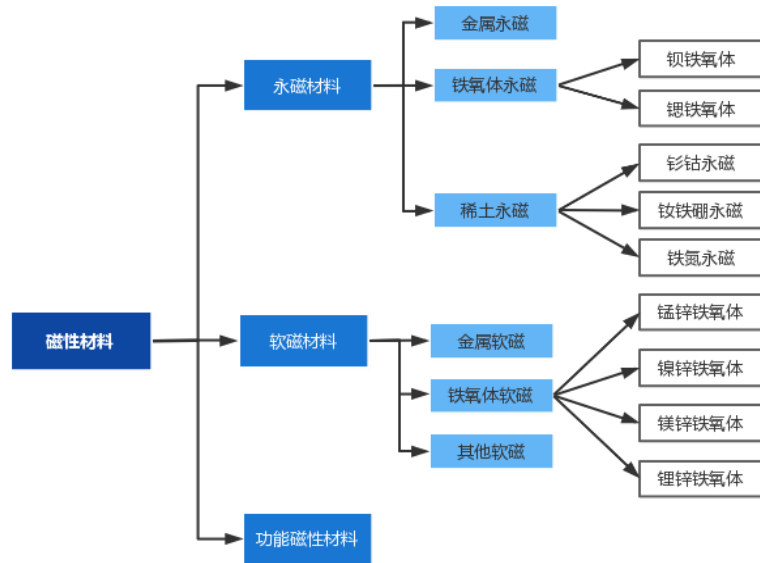 磁性材料
永磁材料
金属永磁
铁氧体永磁
钡铁氧体
锶铁氧体
稀土永磁
钐钴永磁
钕铁硼永磁
铁氮永磁
软磁材料
金属软磁
铁氧体软磁
锰锌铁氧体
镍锌铁氧体
镁锌铁氧体
锂锌铁氧体
其他软磁
功能磁性材料